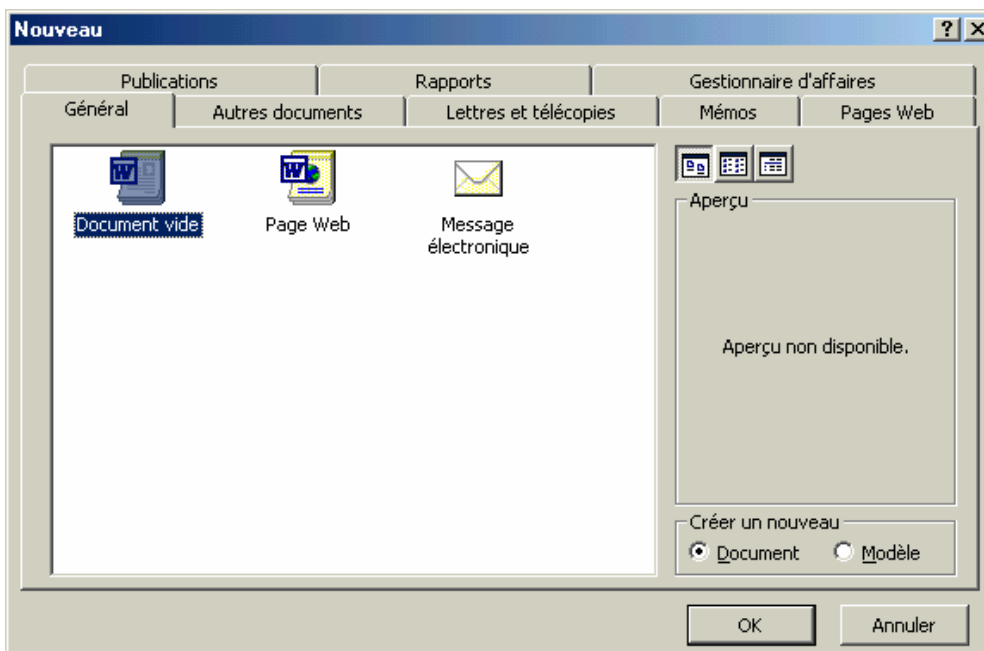 Nouveau
Publications Rapports Gestionnaire d'affaires
Général Autres documents Lettres et télécopies Mémos Pages Web
Document vide
Page Web
Message
électronique
Aperçu
Aperçu non disponible.
Créer un nouveau
Document Modèle
OK Annuler